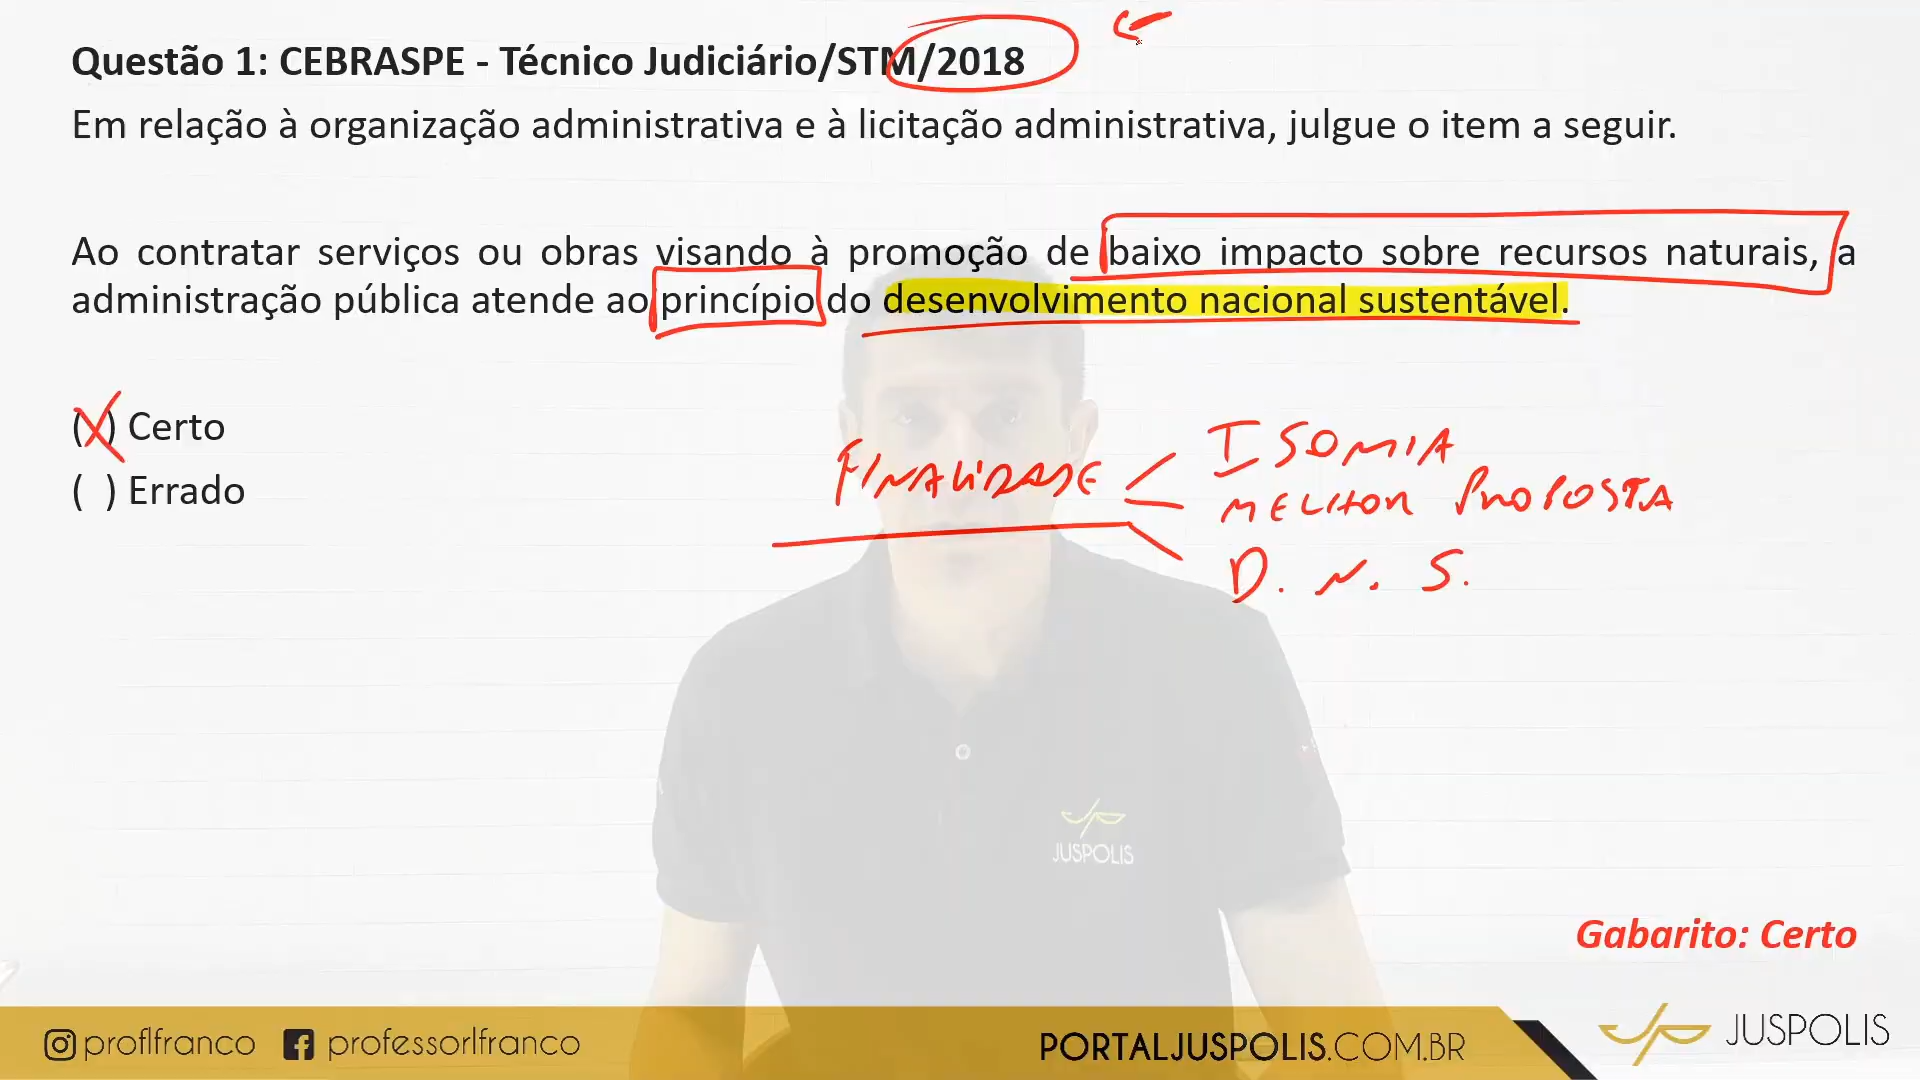 Questão 1: CEBRASPE - Técnico Judiciário/STM/2018
Em relação à organização administrativa e à licitação administrativa, julgue o item a seguir.
Ao contratar serviços ou obras visando à promoção de baixo impacto sobre recursos naturais, a
administração pública atende ao princípio do desenvolvimento nacional sustentável.
(X) Certo
( ) Errado
FINALIDADE
ISOMIA
MELHOR PROPOSTA
D. N. S.
JUSPOLIS
Gabarito: Certo
proflfranco professorlfranco PORTALJUSPOLIS.COM.BR JUSPOLIS